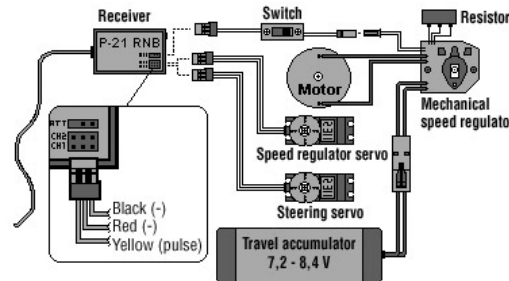 Receiver
Switch
Resistor
P-21 RNB
Motor
Mechanical
speed regulator
Speed regulator servo
Steering servo
ATT
CH2
CH1
Black (-)
Red (-)
Yellow (pulse)
Travel accumulator
7,2 - 8,4 V